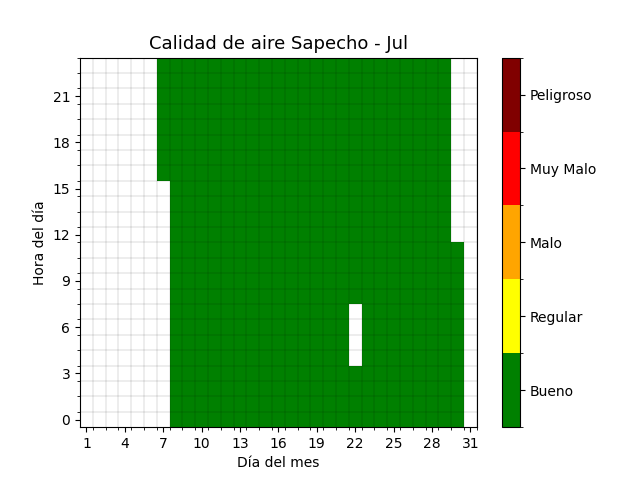 Calidad de aire Sapecho - Jul
Hora del día
21
18
15
12
9
6
3
0
1 4 7 10 13 16 19 22 25 28 31
Día del mes
Peligroso
Muy Malo
Malo
Regular
Bueno